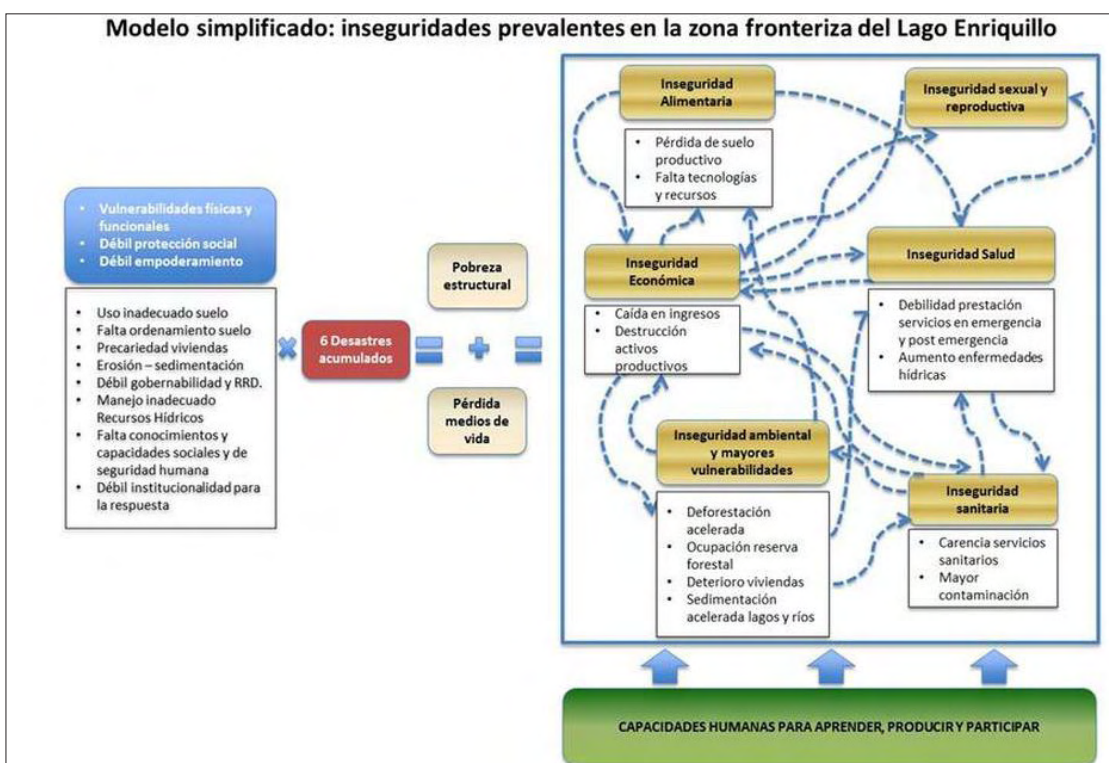 Modelo simplificado: inseguridades prevalentes en la zona fronteriza del Lago Enriquillo
• Vulnerabilidades físicas y
funcionales
• Débil protección social
• Débil empoderamiento
• Uso inadecuado suelo
• Falta ordenamiento suelo
• Precariedad viviendas
• Erosión – sedimentación
• Débil gobernabilidad y RRD.
• Manejo inadecuado
Recursos Hídricos
• Falta conocimientos y
capacidades sociales y de
seguridad humana
• Débil institucionalidad para
la respuesta
6 Desastres
acumulados
Pobreza
estructural
Pérdida
medios de
vida
Inseguridad
Alimentaria
• Pérdida de suelo
productivo
• Falta tecnologías
y recursos
Inseguridad sexual y
reproductiva
Inseguridad
Económica
• Caída en ingresos
• Destrucción
activos
productivos
Inseguridad Salud
• Debilidad prestación
servicios en emergencia
y post emergencia
• Aumento enfermedades
hídricas
Inseguridad ambiental
y mayores
vulnerabilidades
• Deforestación
acelerada
• Ocupación reserva
forestal
• Deterioro viviendas
• Sedimentación
acelerada lagos y ríos
Inseguridad
sanitaria
• Carencia servicios
sanitarios
• Mayor
contaminación
CAPACIDADES HUMANAS PARA APRENDER, PRODUCIR Y PARTICIPAR